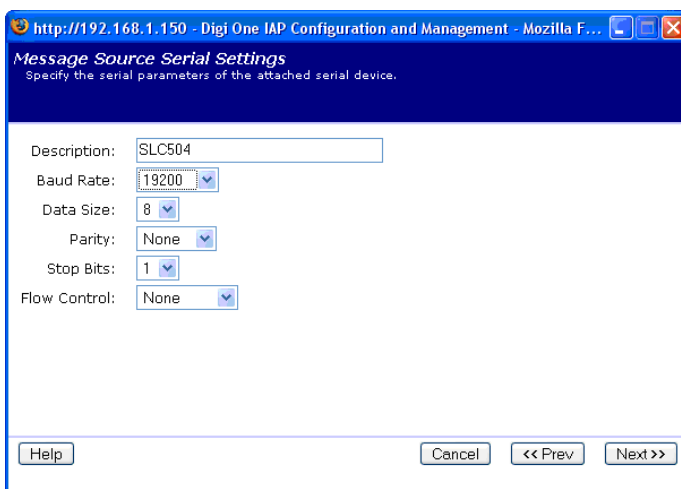 http://192.168.1.150 - Digi One IAP Configuration and Management - Mozilla F...
Message Source Serial Settings
Specify the serial parameters of the attached serial device.
Description: SLC504
Baud Rate: 19200
Data Size: 8
Parity: None
Stop Bits: 1
Flow Control: None
Help Cancel << Prev Next >>